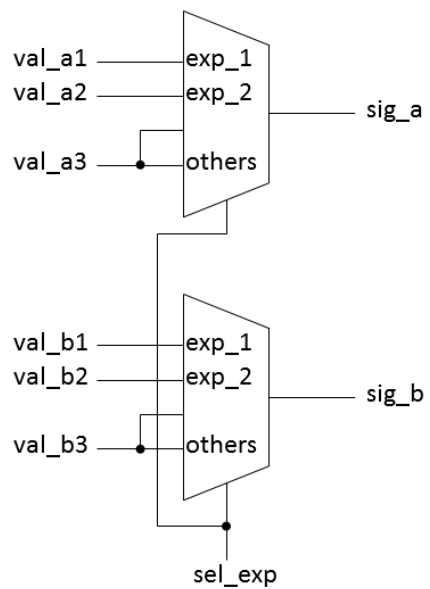 val_a1 exp_1
val_a2 exp_2
sig_a
val_a3 others
val_b1 exp_1
val_b2 exp_2
sig_b
val_b3 others
sel_exp